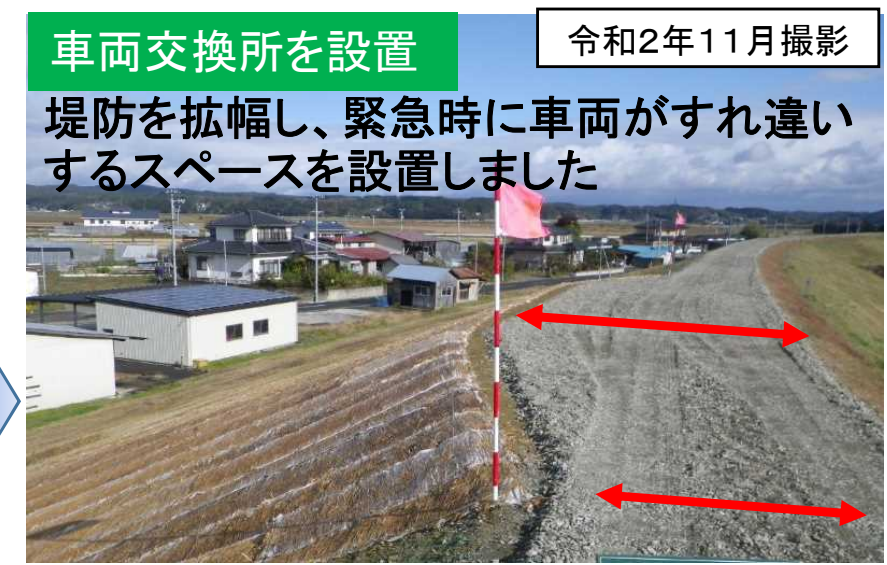 車両交換所を設置
令和2年11月撮影
堤防を拡幅し、緊急時に車両がすれ違い
するスペースを設置しました